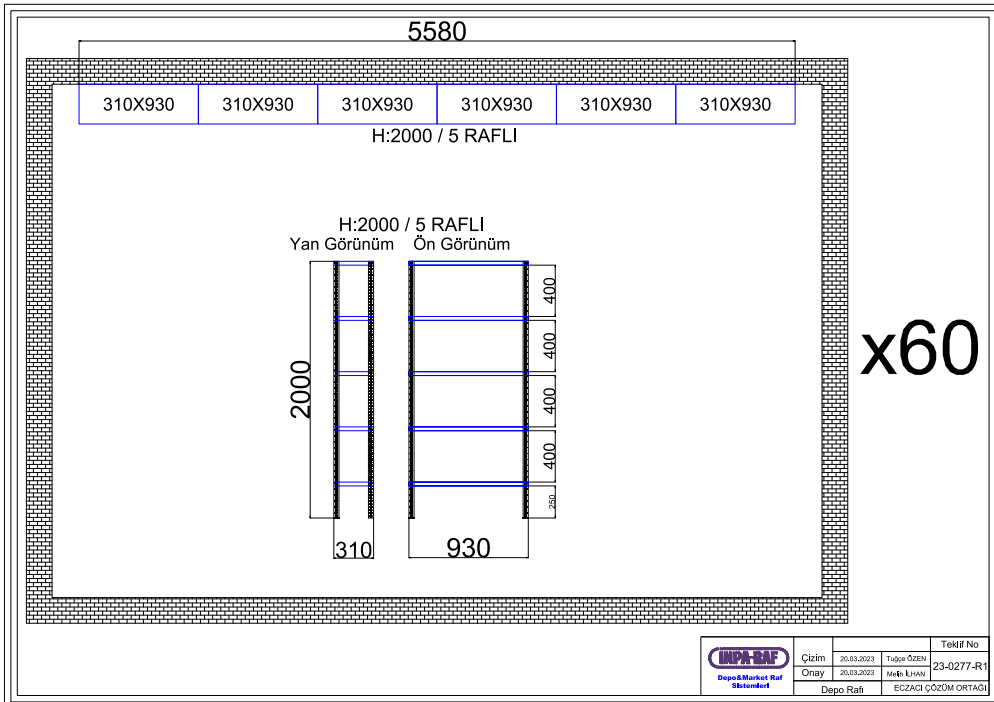 5580
310X930 310X930 310X930 310X930 310X930 310X930
H:2000 / 5 RAFLI
H:2000 / 5 RAFLI
Yan Görünüm Ön Görünüm
400
400
400
400
250
2000
310 930
x60
INPA-RAF
Depo&Market Raf
Sistemleri
Teklif No
Çizim 20.03.2023 Tuğçe ÖZEN
23-0277-R1
Onay 20.03.2023 Melih İLHAN
Depo Rafı ECZACI ÇÖZÜM ORTAĞI